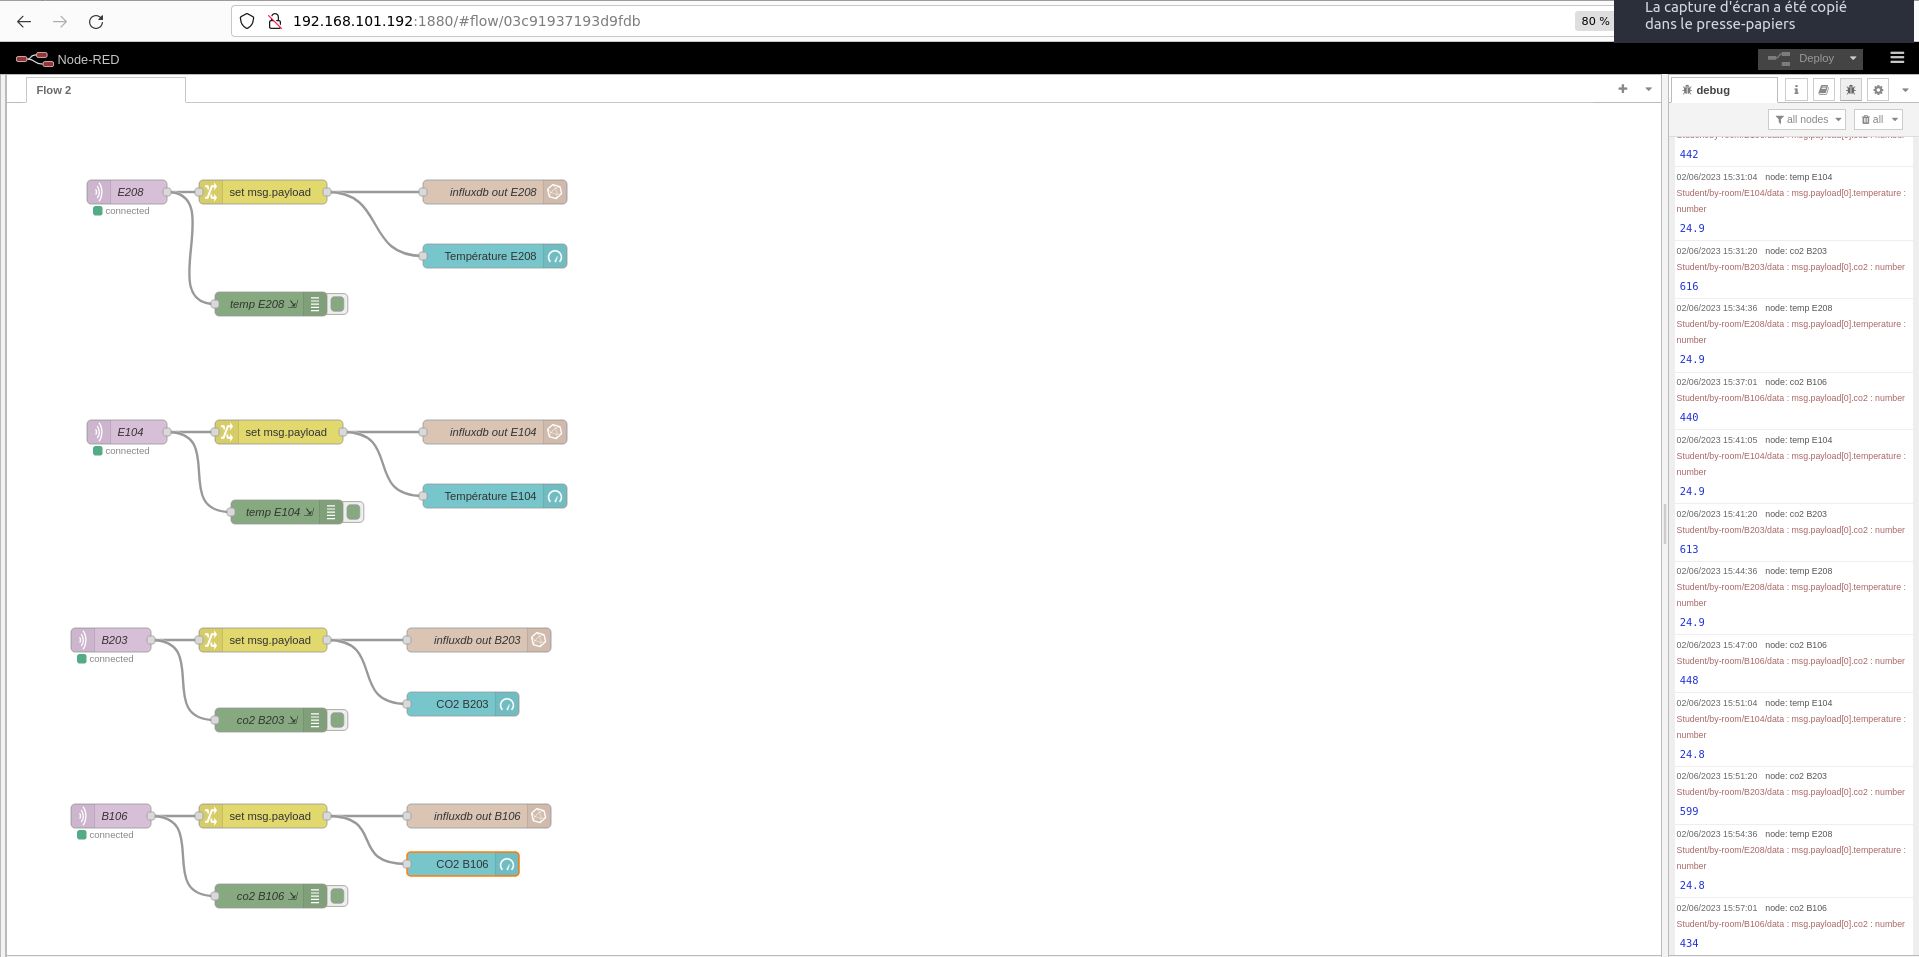 192.168.101.192:1880/#flow/03c91937193d9fdb
80 %
La capture d'écran a été copié
dans le presse-papiers
Node-RED
Deploy
Flow 2
debug
all nodes
all
E208
connected
set msg.payload
influxdb out E208
Température E208
temp E208
E104
connected
set msg.payload
influxdb out E104
Température E104
temp E104
B203
connected
set msg.payload
influxdb out B203
CO2 B203
co2 B203
B106
connected
set msg.payload
influxdb out B106
CO2 B106
co2 B106
442
02/06/2023 15:31:04 node: temp E104
Student/by-room/E104/data : msg.payload[0].temperature :
number
24.9
02/06/2023 15:31:20 node: co2 B203
Student/by-room/B203/data : msg.payload[0].co2 : number
616
02/06/2023 15:34:36 node: temp E208
Student/by-room/E208/data : msg.payload[0].temperature :
number
24.9
02/06/2023 15:37:01 node: co2 B106
Student/by-room/B106/data : msg.payload[0].co2 : number
440
02/06/2023 15:41:05 node: temp E104
Student/by-room/E104/data : msg.payload[0].temperature :
number
24.9
02/06/2023 15:41:20 node: co2 B203
Student/by-room/B203/data : msg.payload[0].co2 : number
613
02/06/2023 15:44:36 node: temp E208
Student/by-room/E208/data : msg.payload[0].temperature :
number
24.9
02/06/2023 15:47:00 node: co2 B106
Student/by-room/B106/data : msg.payload[0].co2 : number
448
02/06/2023 15:51:04 node: temp E104
Student/by-room/E104/data : msg.payload[0].temperature :
number
24.8
02/06/2023 15:51:20 node: co2 B203
Student/by-room/B203/data : msg.payload[0].co2 : number
599
02/06/2023 15:54:36 node: temp E208
Student/by-room/E208/data : msg.payload[0].temperature :
number
24.8
02/06/2023 15:57:01 node: co2 B106
Student/by-room/B106/data : msg.payload[0].co2 : number
434